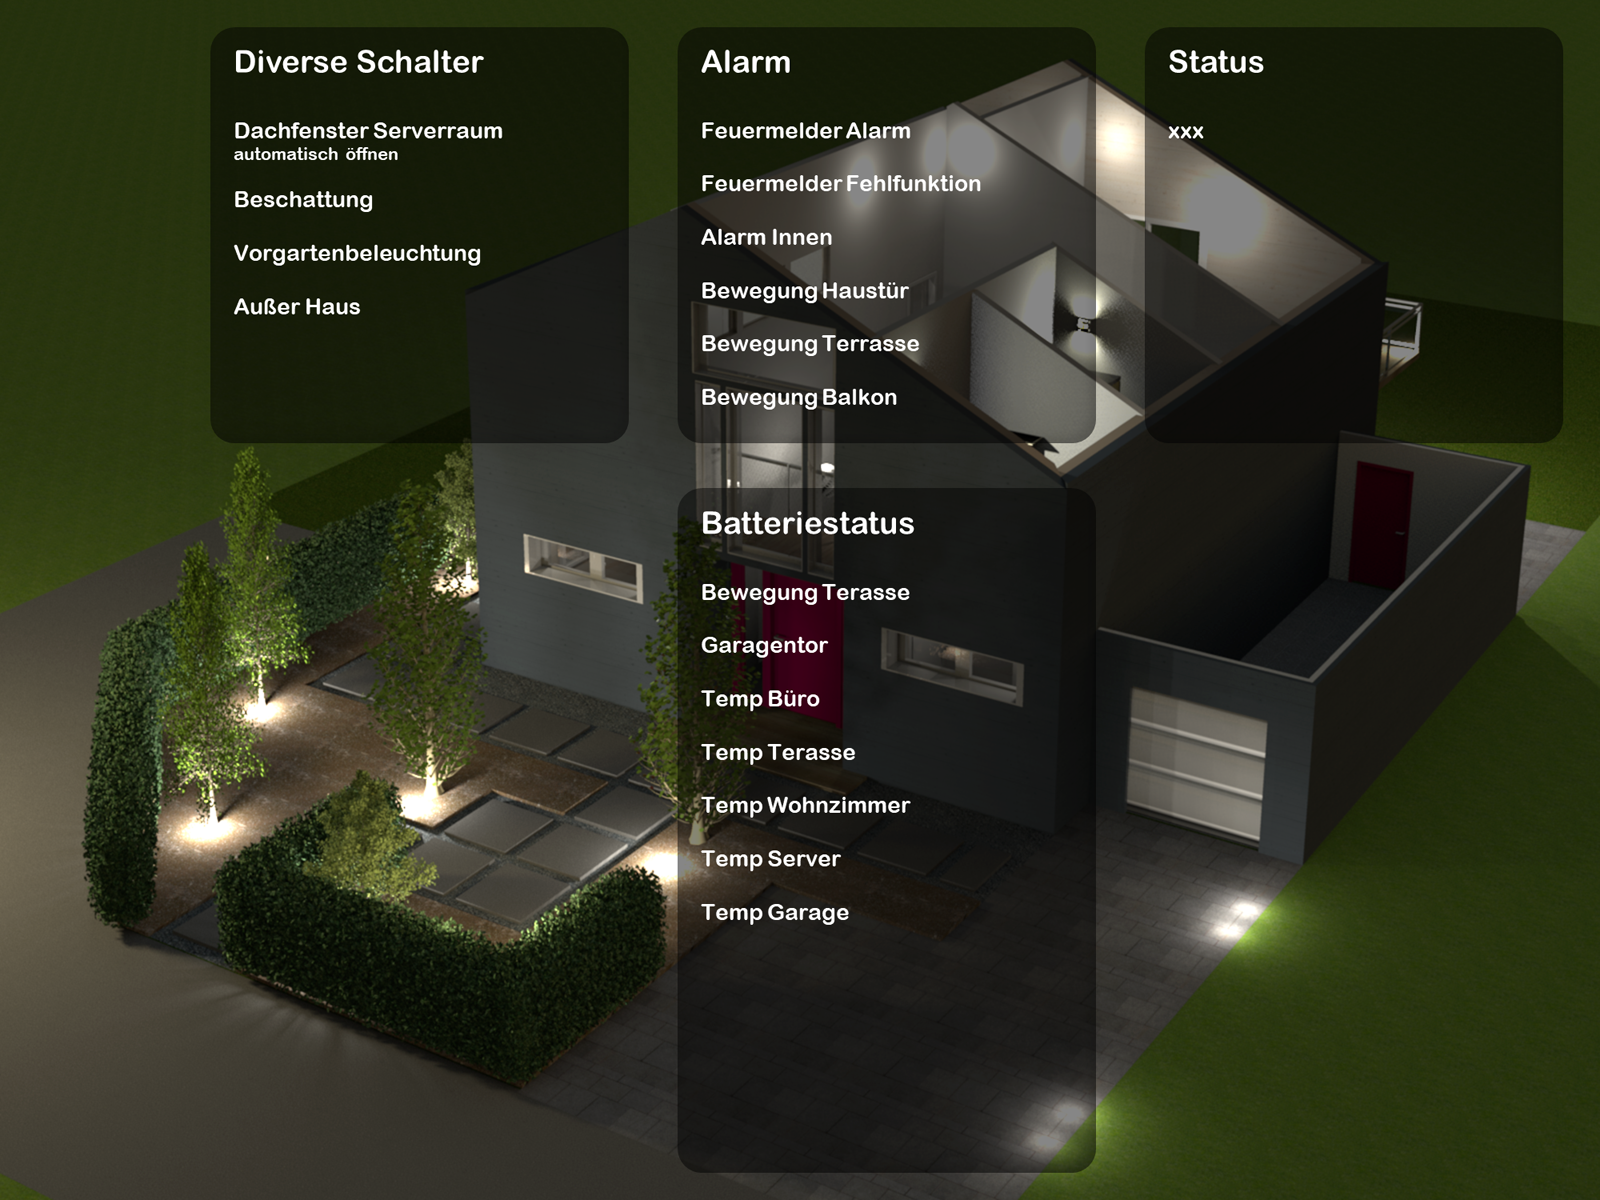 Diverse Schalter
Dachfenster Serverraum
automatisch öffnen
Beschattung
Vorgartenbeleuchtung
Außer Haus
Alarm
Feuermelder Alarm
Feuermelder Fehlfunktion
Alarm Innen
Bewegung Haustür
Bewegung Terrasse
Bewegung Balkon
Status
xxx
Batteriestatus
Bewegung Terasse
Garagentor
Temp Büro
Temp Terasse
Temp Wohnzimmer
Temp Server
Temp Garage